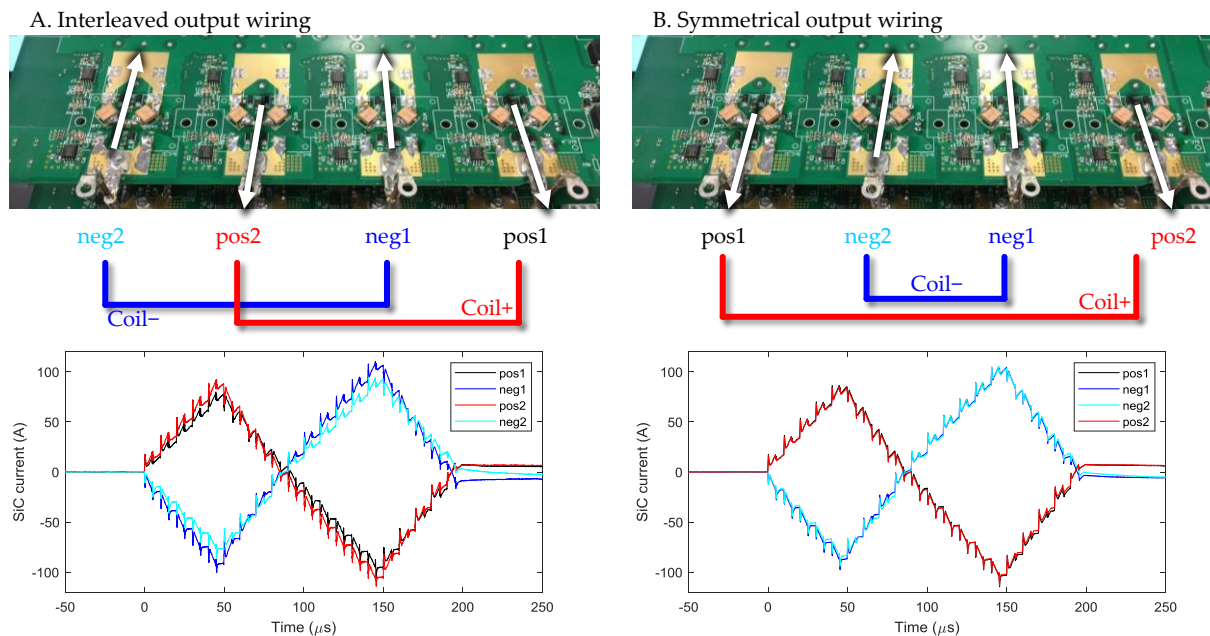 A. Interleaved output wiring
neg2 pos2 neg1 pos1
Coil−
Coil+
100
50
0
-50
-100
SiC current (A)
pos1
neg1
pos2
neg2
-50 0 50 100 150 200 250
Time (μs)
B. Symmetrical output wiring
pos1 neg2 neg1 pos2
Coil−
Coil+
100
50
0
-50
-100
SiC current (A)
pos1
neg1
neg2
pos2
-50 0 50 100 150 200 250
Time (μs)